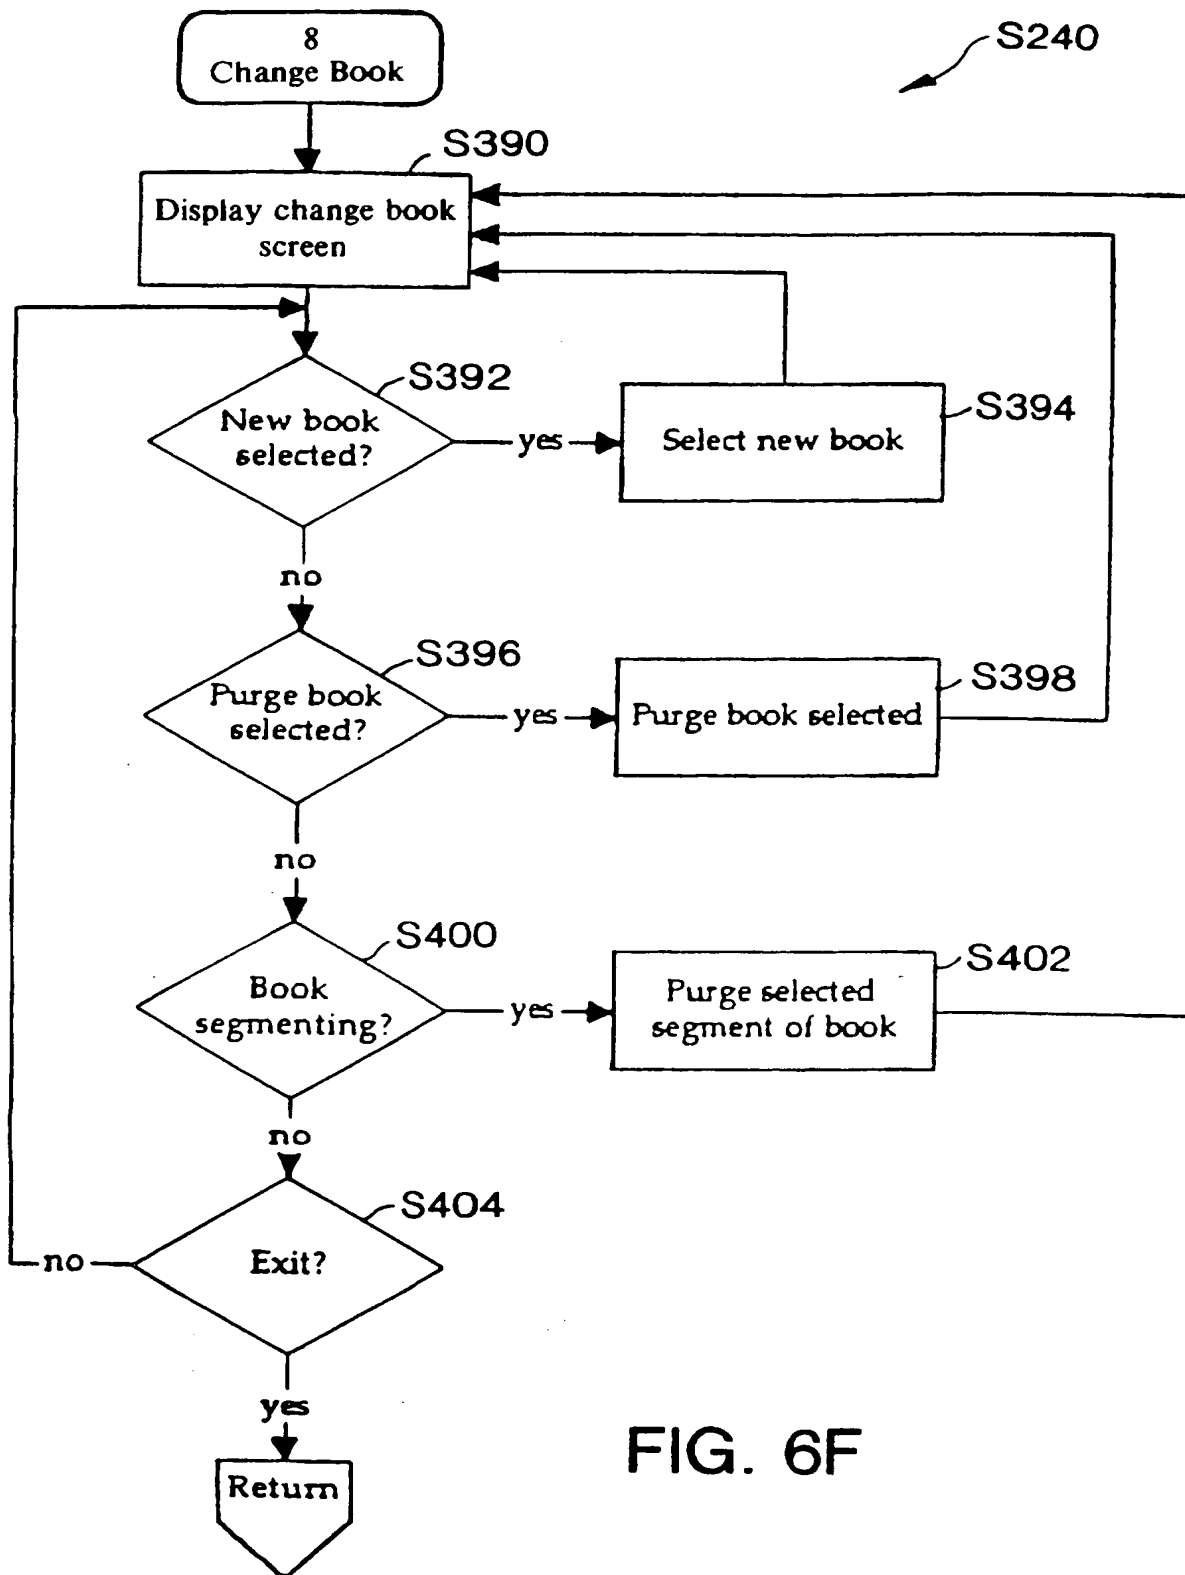 8
Change Book
S240
S390
Display change book
screen
S392
New book
selected?
yes
Select new book
S394
no
S396
Purge book
selected?
yes
Purge book selected
S398
no
S400
Book
segmenting?
yes
Purge selected
segment of book
S402
no
S404
Exit?
no
yes
Return
FIG. 6F